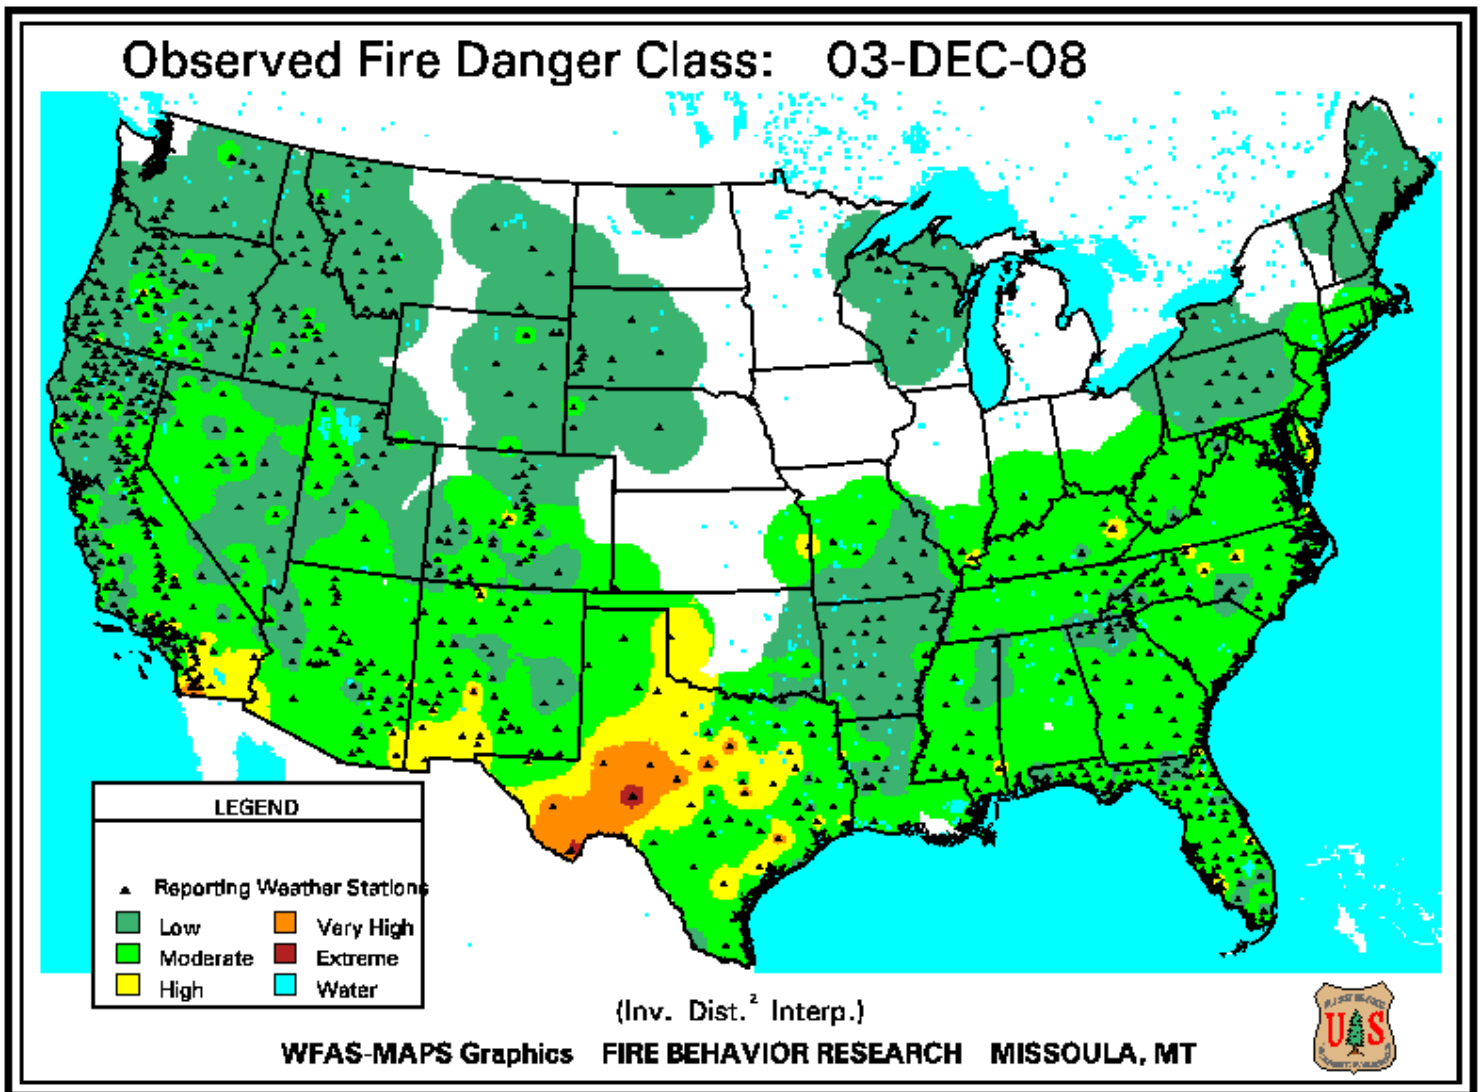 Observed Fire Danger Class: 03-DEC-08
LEGEND
Reporting Weather Stations
Low
Very High
Moderate
Extreme
High
Water
(Inv. Dist.² Interp.)
WFAS-MAPS Graphics FIRE BEHAVIOR RESEARCH MISSOULA, MT
US